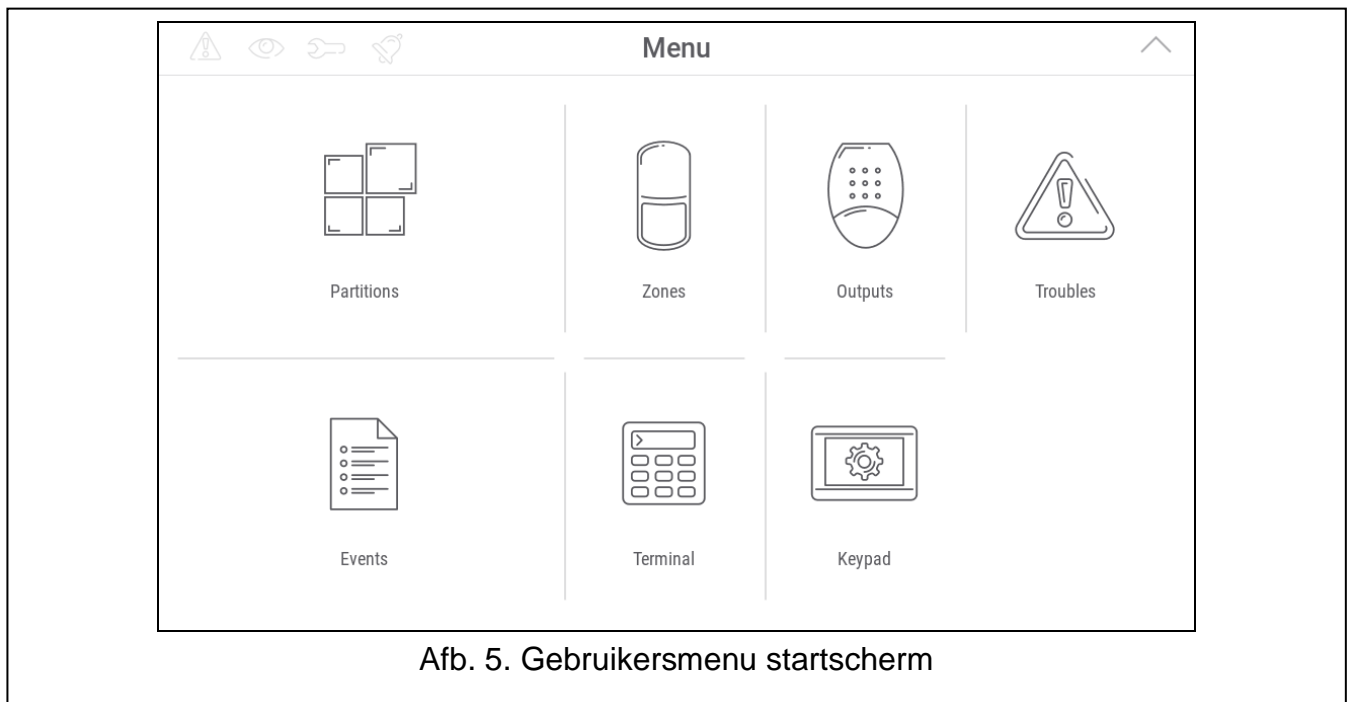 Menu
Partitions
Zones
Outputs
Troubles
Events
Terminal
Keypad
Afb. 5. Gebruikersmenu startscherm